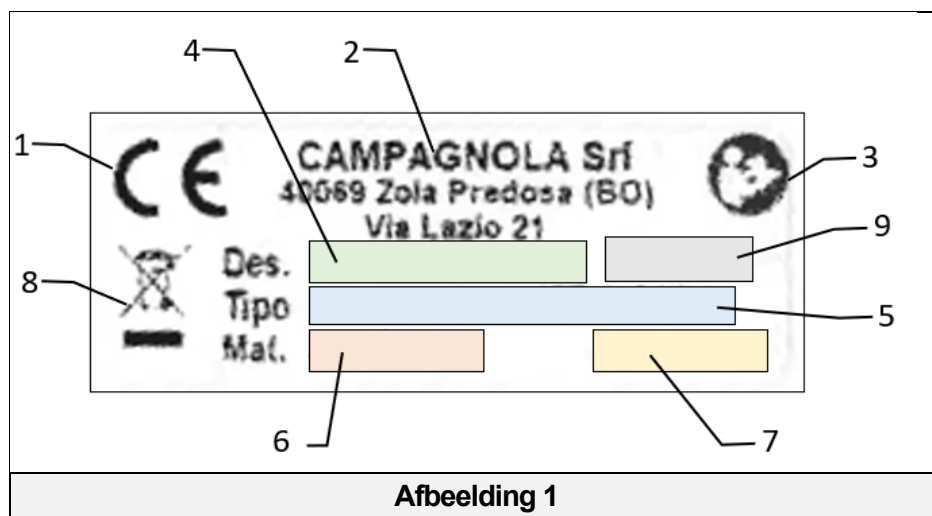 4
2
1
CE
CAMPAGNOLA Srl
3
40069 Zola Predosa (BO)
Via Lazio 21
9
8
Des.
Tipo
5
Mat.
6
7
Afbeelding 1